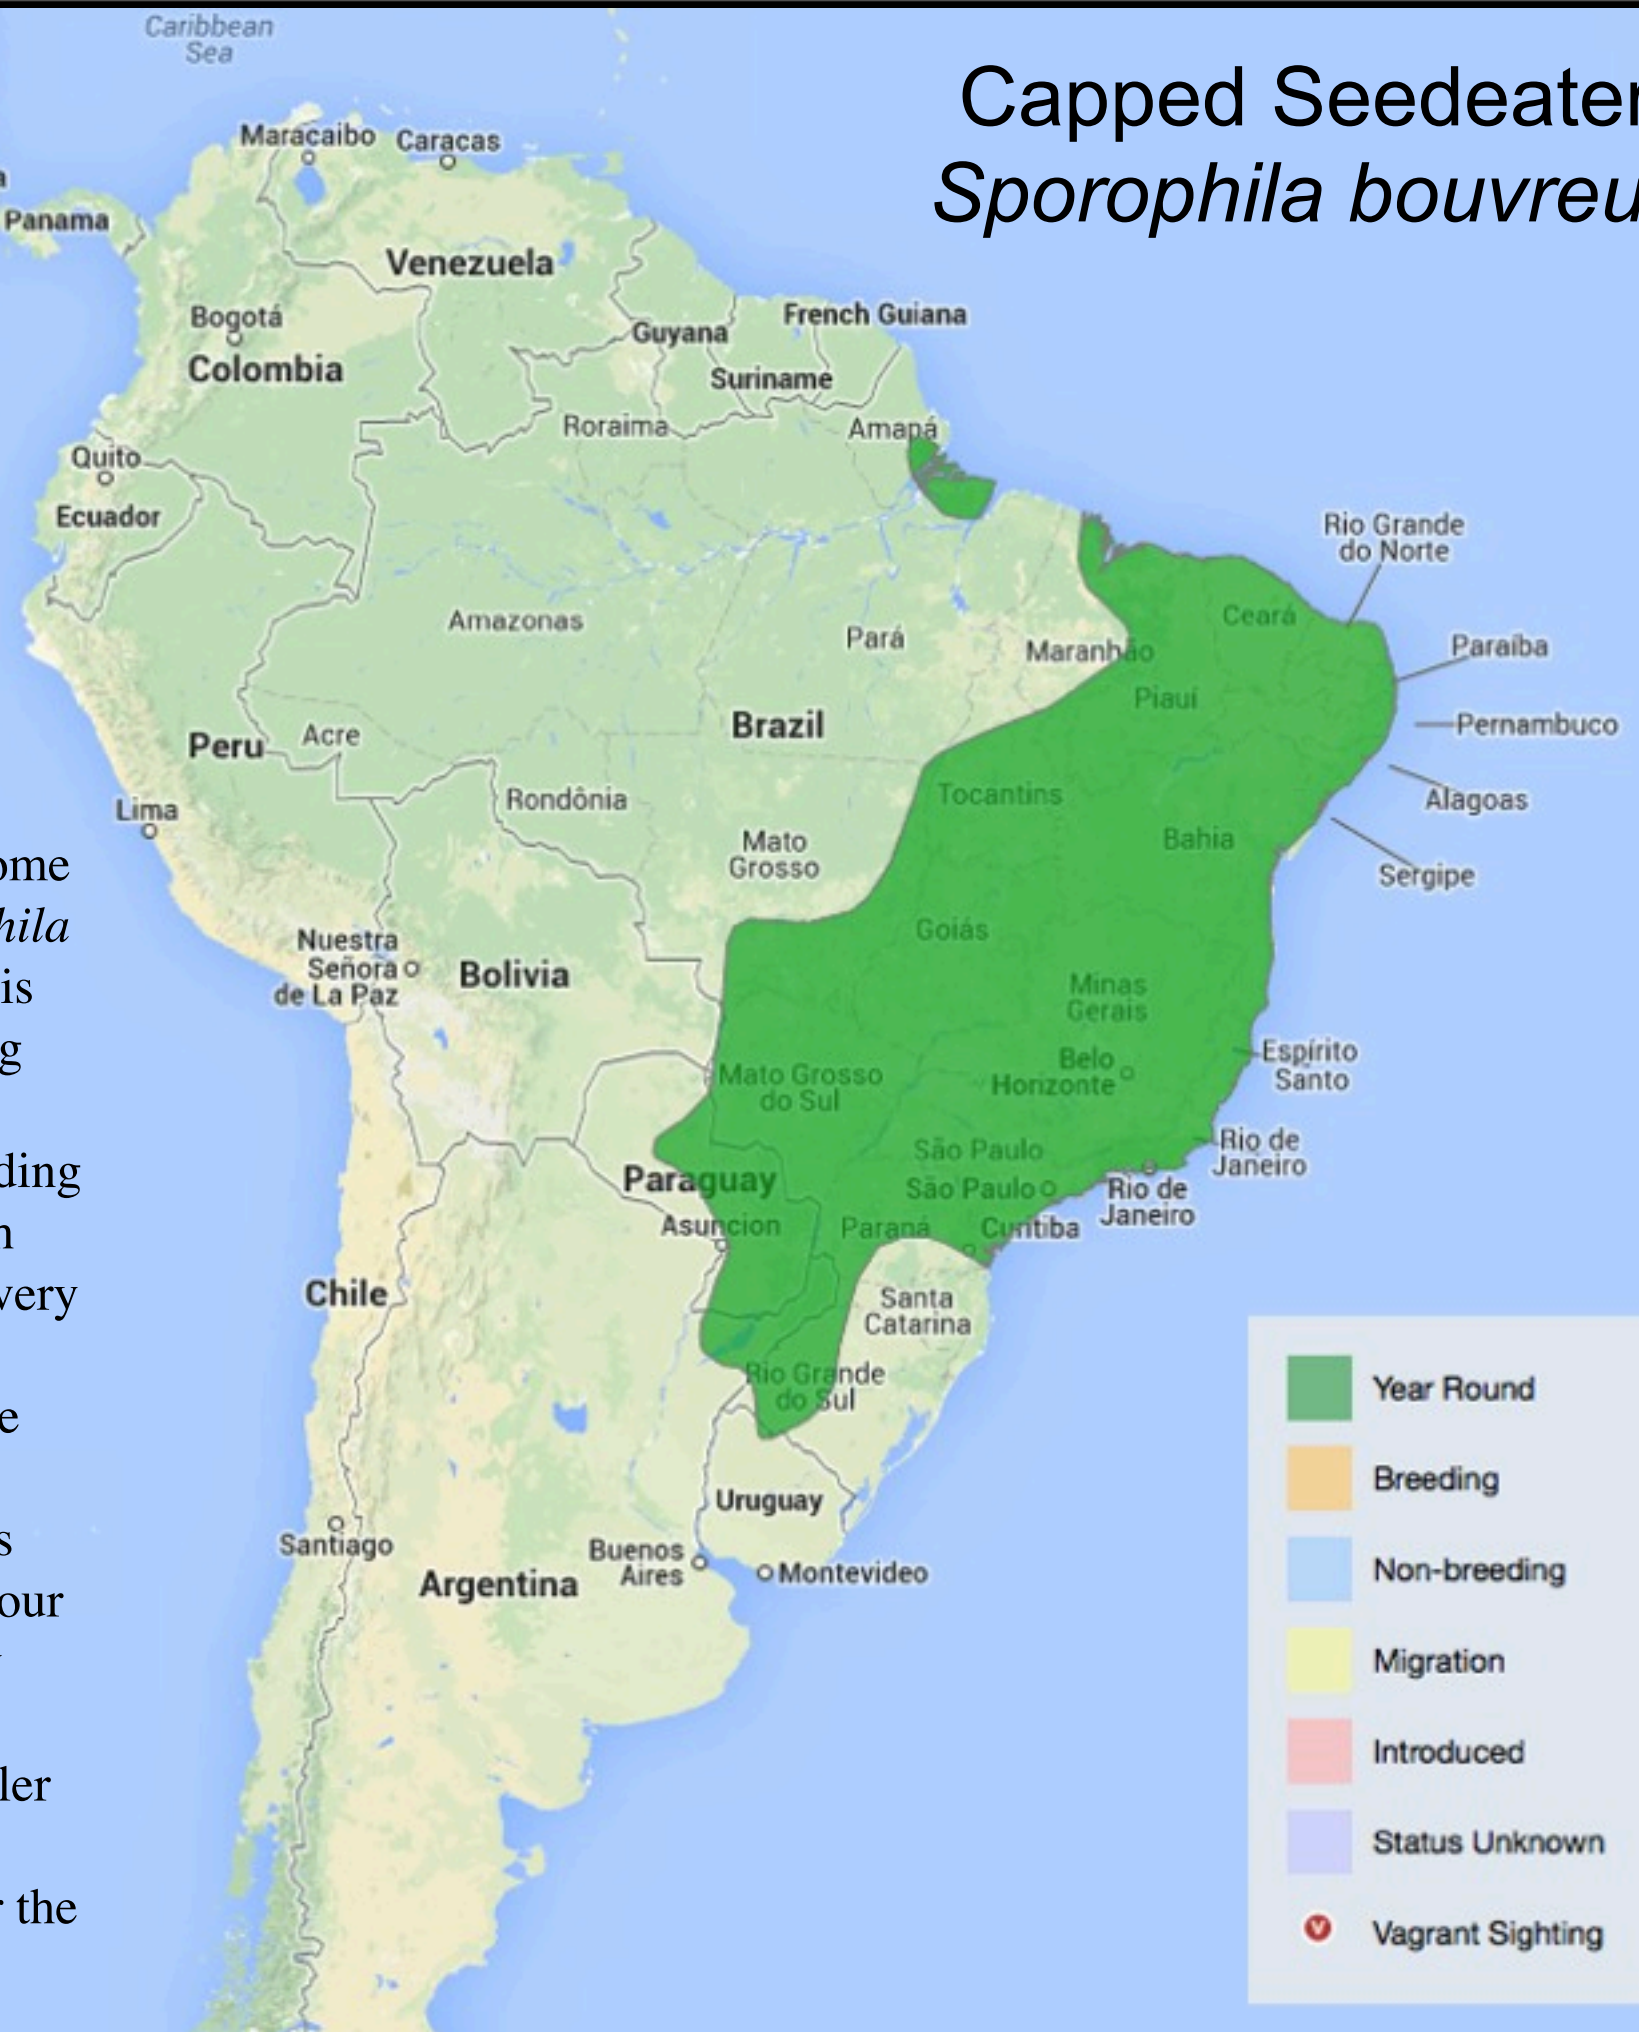 Capped Seedeater
Sporophila bouvreu
Caribbean
Sea
Maracaibo
Caracas
a
Panama
Venezuela
Bogotá
Colombia
Guyana
French Guiana
Suriname
Roraima
Amapá
Quito
Ecuador
Rio Grande
do Norte
Amazonas
Pará
Maranhão
Ceará
Paraíba
Piauí
Peru
Acre
Brazil
Pernambuco
Lima
Rondônia
Tocantins
Alagoas
Mato
Grosso
Bahia
Sergipe
Nuestra
Señora
de La Paz
Bolivia
Goiás
Minas
Gerais
Mato Grosso
do Sul
Belo
Horizonte
Espírito
Santo
Paraguay
Asuncion
São Paulo
São Paulo
Rio de
Janeiro
Rio de
Janeiro
Paraná
Curitiba
Chile
Santa
Catarina
Rio Grande
do Sul
Uruguay
Santiago
Argentina
Buenos
Aires
Montevideo
ome
hila
is
g
ding
n
very
e
s
our
ler
r the
Year Round
Breeding
Non-breeding
Migration
Introduced
Status Unknown
V Vagrant Sighting